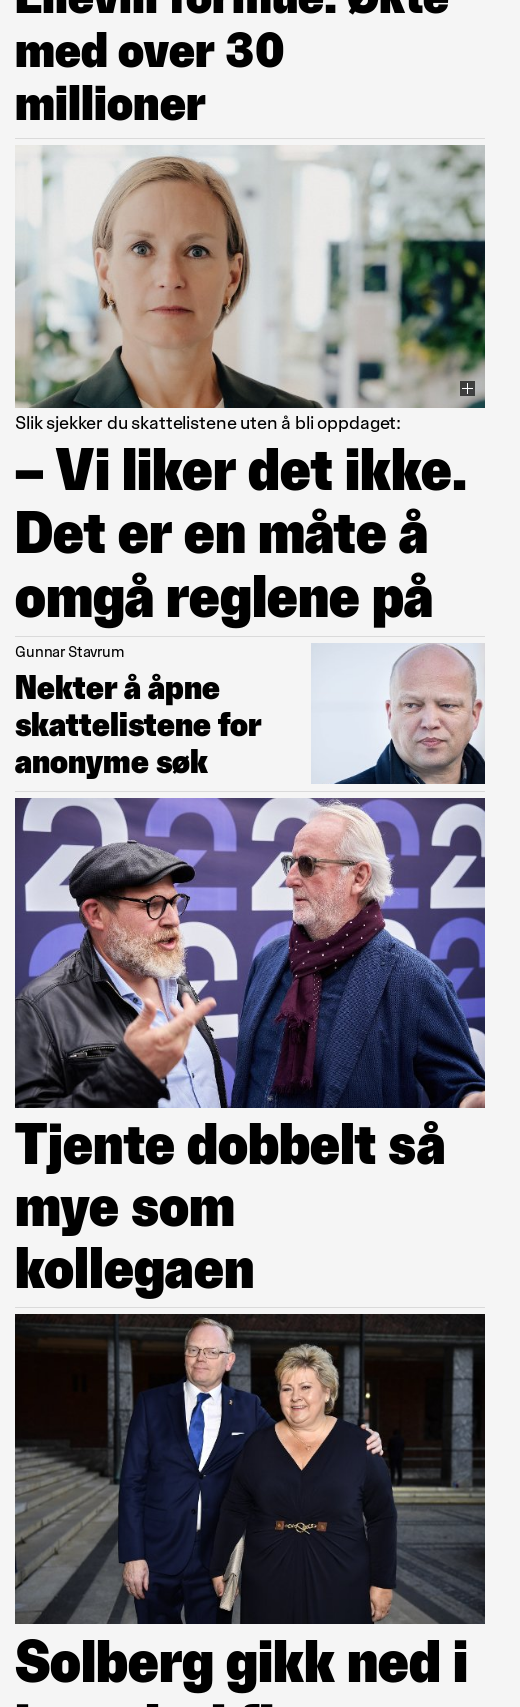 med over 30
millioner
Slik sjekker du skattelistene uten å bli oppdaget:
– Vi liker det ikke.
Det er en måte å
omgå reglene på
Gunnar Stavrum
Nekter å åpne
skattelistene for
anonyme søk
Tjente dobbelt så
mye som
kollegaen
Solberg gikk ned i